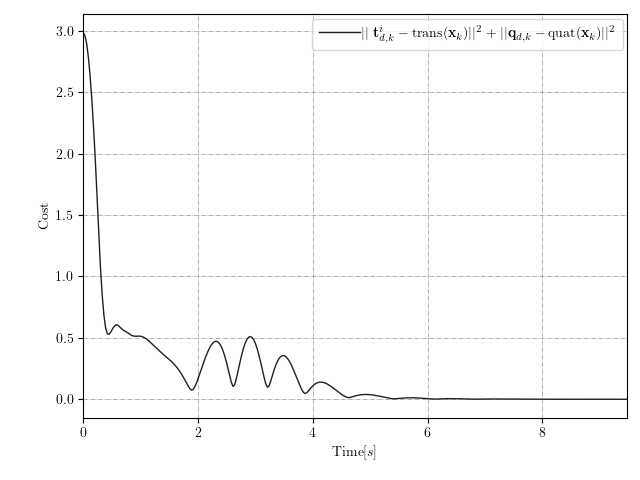 || t^i_{d,k} − trans(x_k)||² + ||q_{d,k} − quat(x_k)||²
3.0
2.5
2.0
1.5
1.0
0.5
0.0
Cost
0 2 4 6 8
Time[s]